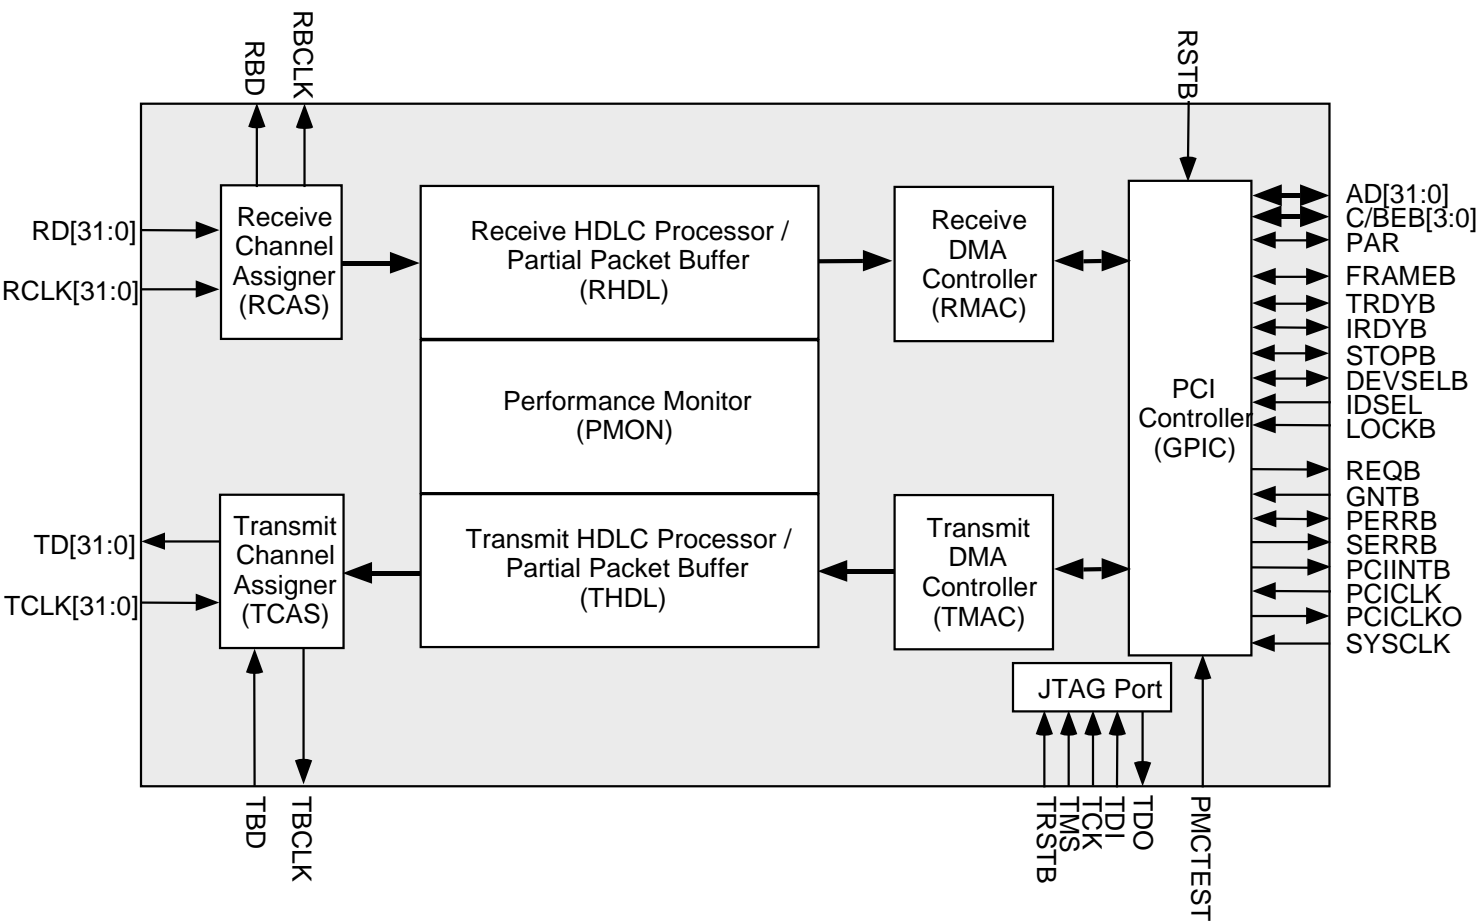 RBD
RBCLK
RSTB
RD[31:0]
RCLK[31:0]
Receive
Channel
Assigner
(RCAS)
Receive HDLC Processor /
Partial Packet Buffer
(RHDL)
Receive
DMA
Controller
(RMAC)
Performance Monitor
(PMON)
PCI
Controller
(GPIC)
AD[31:0]
C/BEB[3:0]
PAR
FRAMEB
TRDYB
IRDYB
STOPB
DEVSELB
IDSEL
LOCKB
REQB
GNTB
PERRB
SERRB
PCIINTB
PCICLK
PCICLKO
SYSCLK
TD[31:0]
TCLK[31:0]
Transmit
Channel
Assigner
(TCAS)
Transmit HDLC Processor /
Partial Packet Buffer
(THDL)
Transmit
DMA
Controller
(TMAC)
JTAG Port
TBD
TBCLK
TRSTB
TMS
TCK
TDI
TDO
PMCTEST